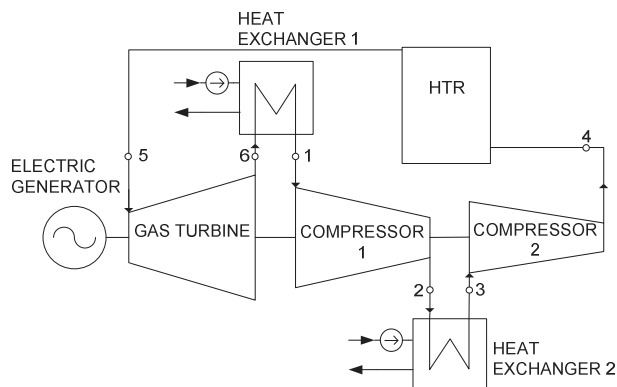 HEAT
EXCHANGER 1
HTR
4
5
6
1
ELECTRIC
GENERATOR
GAS TURBINE
COMPRESSOR
1
COMPRESSOR
2
2
3
HEAT
EXCHANGER 2